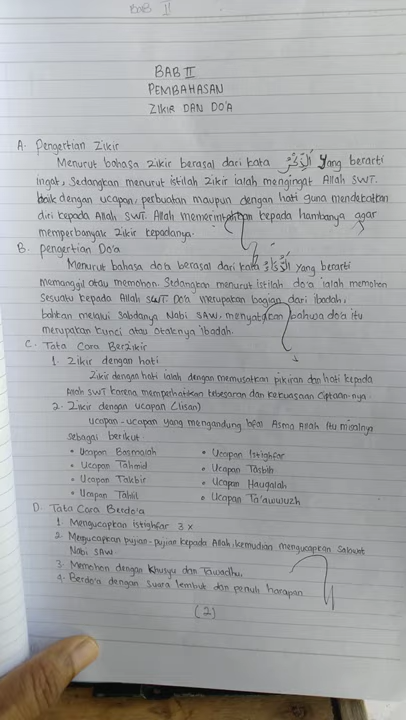 BAB II
BAB II
PEMBAHASAN
ZIKIR DAN DO'A
A. Pengertian Zikir
Menurut bahasa zikir berasal dari kata اَلذِّكْرُ yang berarti
ingat, Sedangkan menurut istilah zikir ialah mengingat Allah SWT.
baik dengan ucapan, perbuatan maupun dengan hati guna mendekatkan
diri kepada Allah SWT. Allah memerintahkan kepada hambanya agar
memperbanyak zikir kepadanya.
B. Pengertian Do'a
Menurut bahasa do'a berasal dari kata yang berarti
memanggil atau memohon. Sedangkan menurut istilah do'a ialah memohon
Sesuatu kepada Allah SWT Do'a merupakan bagian dari ibadah,
bahkan melalui sabdanya Nabi SAW. menyatakan bahwa do'a itu
merupakan kunci atau otaknya ibadah.
C. Tata Cara Berzikir
1. Zikir dengan hati
Zikir dengan hati ialah dengan memusatkan pikiran dan hati kepada
Allah SWT karena memperhatikan kebesaran dan kekuasaan Ciptaan-nya.
2. Zikir dengan ucapan (lisan)
ucapan-ucapan yang mengandung lafal Asma Allah itu misalnya
sebagai berikut.
• Ucapan Basmalah • Ucapan Istighfar
• Ucapan Tahmid • Ucapan Tasbih
• Ucapan Takbir • Ucapan Hauqalah
• Ucapan Tahlil • Ucapan Ta'awwuzh
D. Tata Cara Berdo'a
1. Mengucapkan istighfar 3 x
2. Mengucapkan pujian-pujian kepada Allah, kemudian mengucapkan salawat
Nabi SAW
3. Memohon dengan Khusyu dan Tawadhu,
4. Berdo'a dengan suara lembut dan penuh harapan
(2)